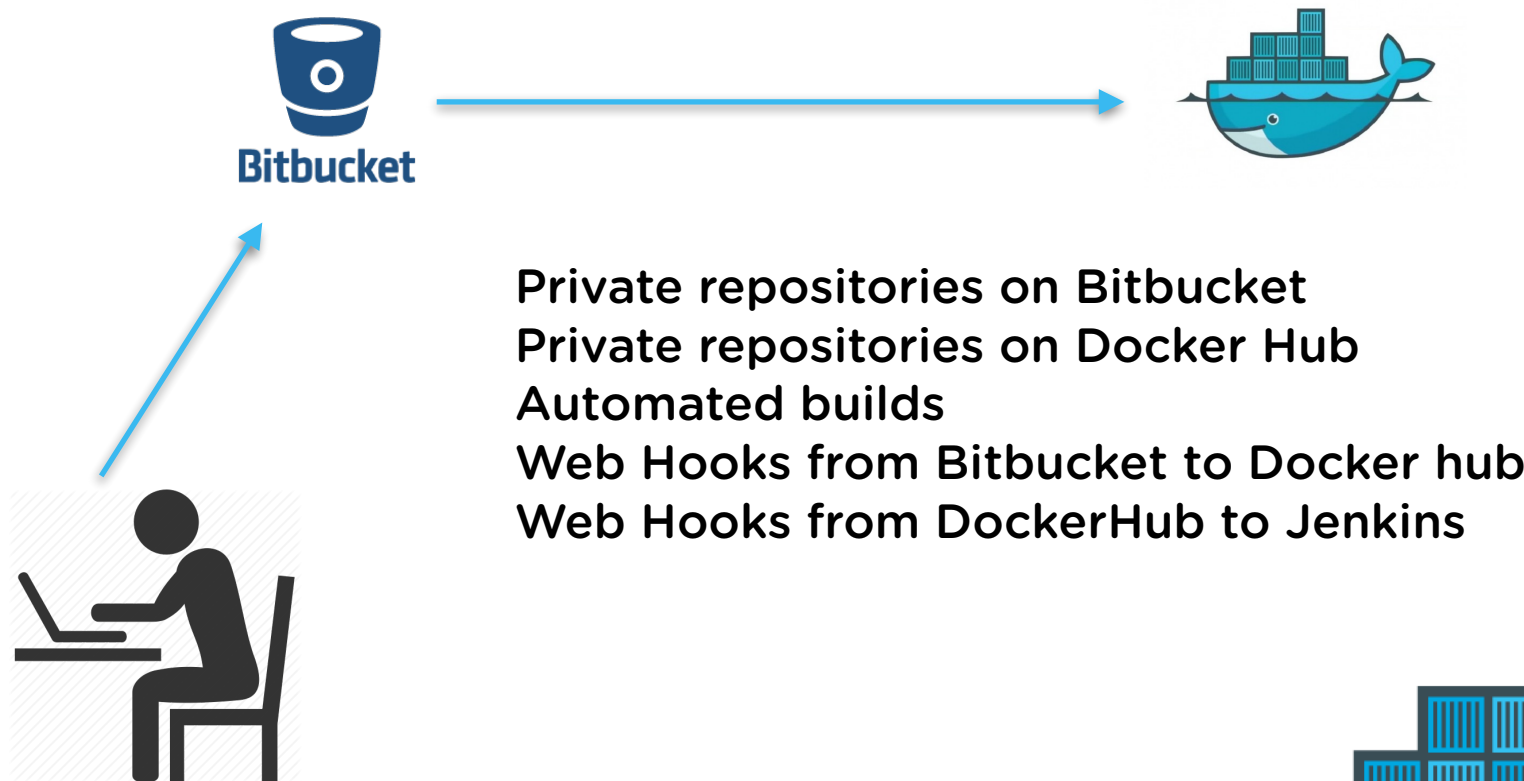 Bitbucket
Private repositories on Bitbucket
Private repositories on Docker Hub
Automated builds
Web Hooks from Bitbucket to Docker hub
Web Hooks from DockerHub to Jenkins